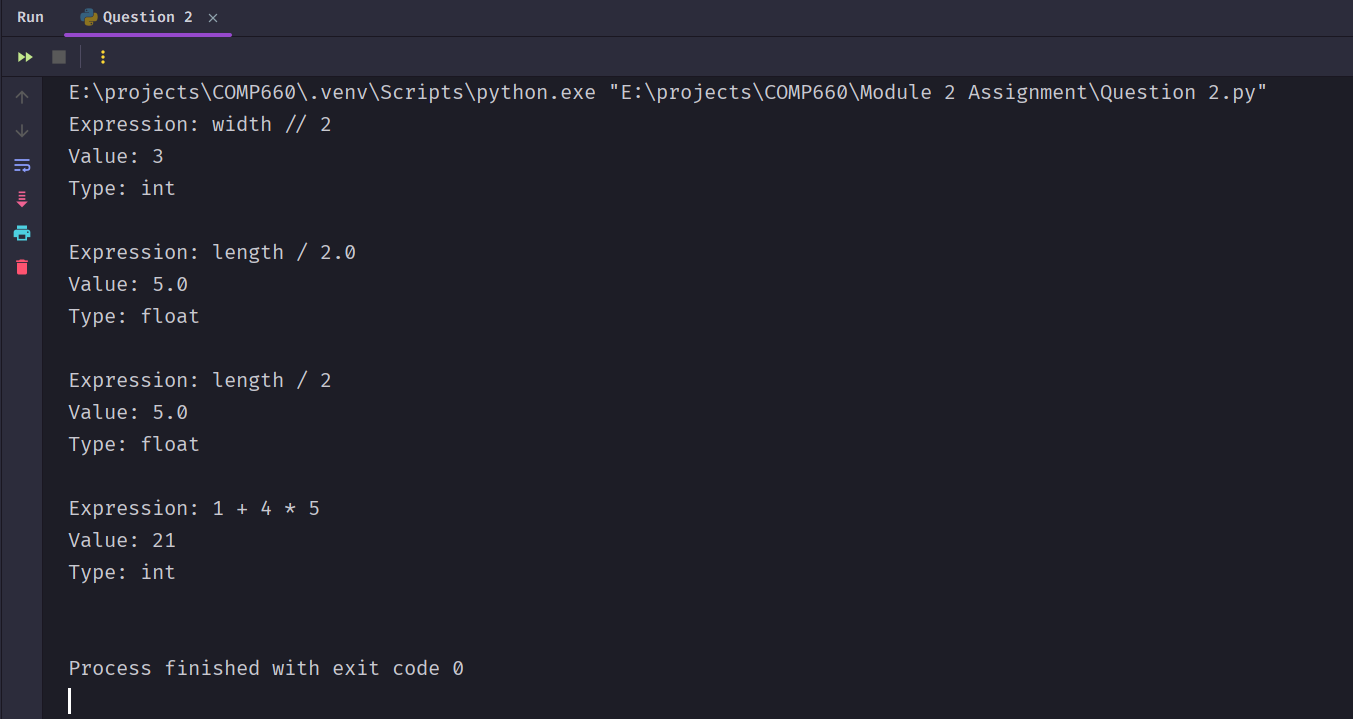 Run Question 2
E:\projects\COMP660\.venv\Scripts\python.exe "E:\projects\COMP660\Module 2 Assignment\Question 2.py"
Expression: width // 2
Value: 3
Type: int
Expression: length / 2.0
Value: 5.0
Type: float
Expression: length / 2
Value: 5.0
Type: float
Expression: 1 + 4 * 5
Value: 21
Type: int
Process finished with exit code 0